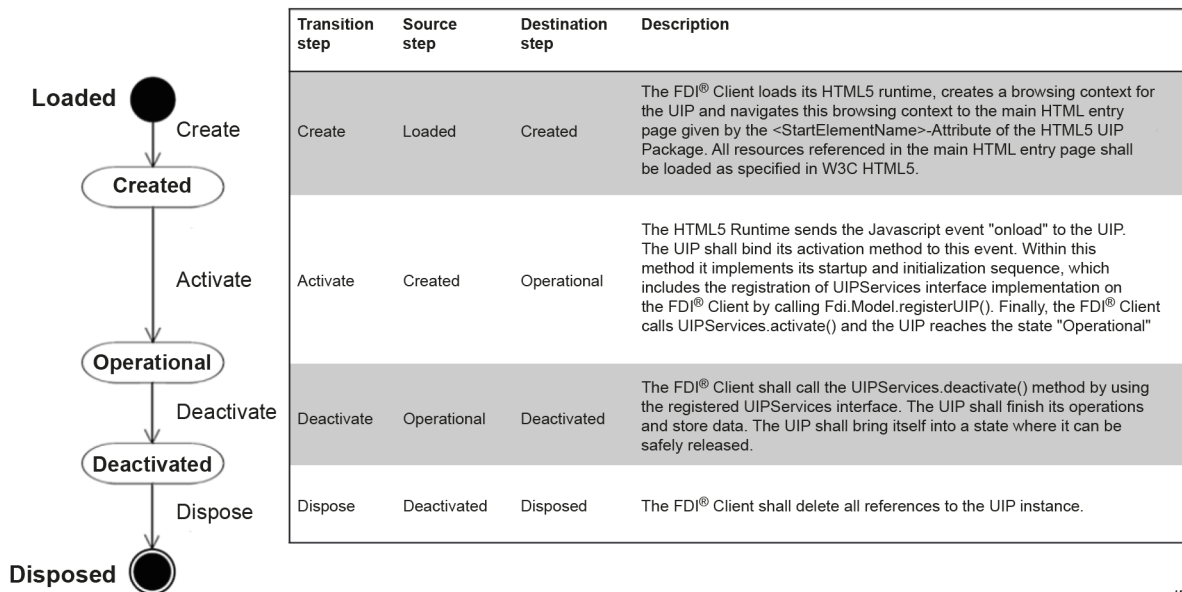 Loaded
Create
Created
Activate
Operational
Deactivate
Deactivated
Dispose
Disposed
Transition step
Source step
Destination step
Description
Create
Loaded
Created
The FDI® Client loads its HTML5 runtime, creates a browsing context for
the UIP and navigates this browsing context to the main HTML entry
page given by the <StartElementName>-Attribute of the HTML5 UIP
Package. All resources referenced in the main HTML entry page shall
be loaded as specified in W3C HTML5.
Activate
Created
Operational
The HTML5 Runtime sends the Javascript event "onload" to the UIP.
The UIP shall bind its activation method to this event. Within this
method it implements its startup and initialization sequence, which
includes the registration of UIPServices interface implementation on
the FDI® Client by calling Fdi.Model.registerUIP(). Finally, the FDI® Client
calls UIPServices.activate() and the UIP reaches the state "Operational"
Deactivate
Operational
Deactivated
The FDI® Client shall call the UIPServices.deactivate() method by using
the registered UIPServices interface. The UIP shall finish its operations
and store data. The UIP shall bring itself into a state where it can be
safely released.
Dispose
Deactivated
Disposed
The FDI® Client shall delete all references to the UIP instance.